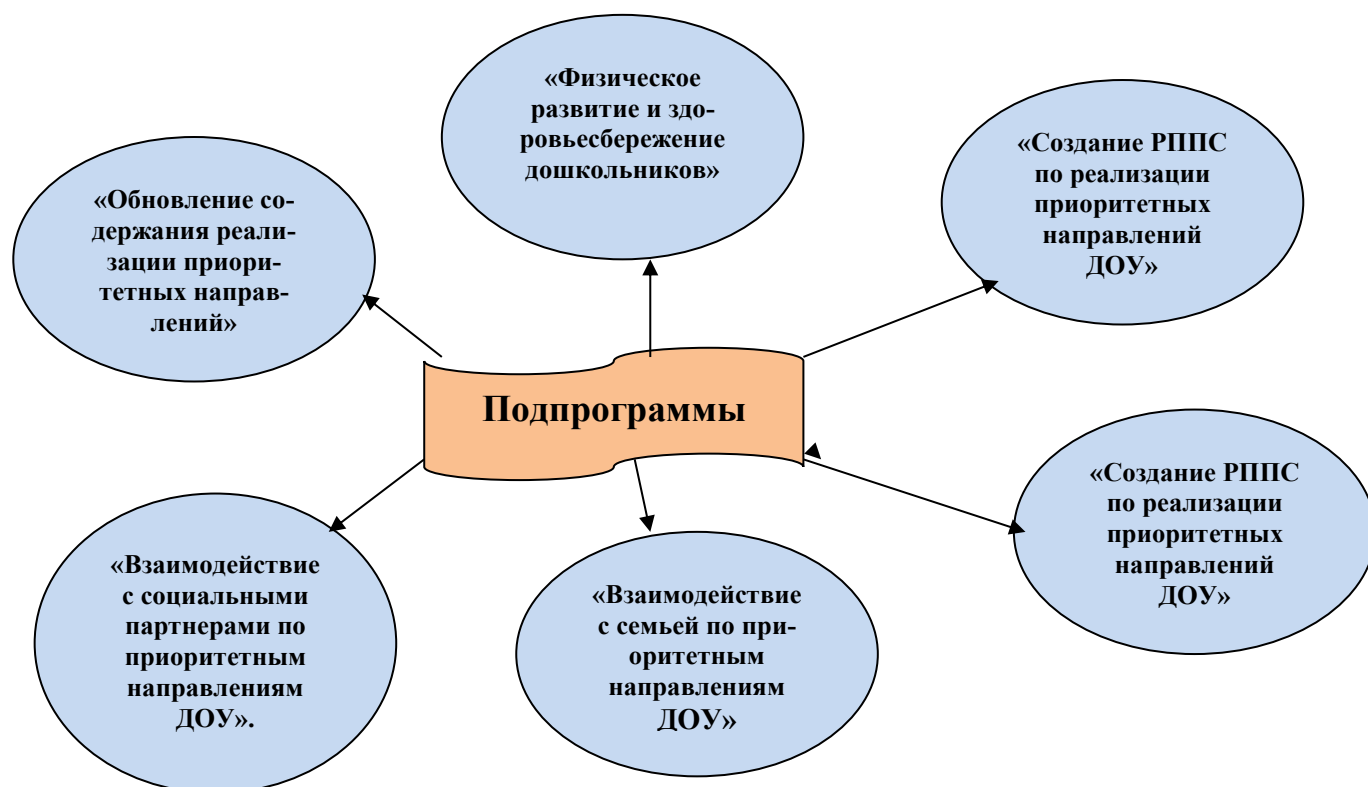 «Физическое
развитие и здо-
ровьесбережение
дошкольников»
«Создание РППС
по реализации
приоритетных
направлений
ДОУ»
«Обновление со-
держания реали-
зации приори-
тетных направ-
лений»
Подпрограммы
«Создание РППС
по реализации
приоритетных
направлений
ДОУ»
«Взаимодействие
с социальными
партнерами по
приоритетным
направлениям
ДОУ».
«Взаимодействие
с семьей по при-
оритетным
направлениям
ДОУ»